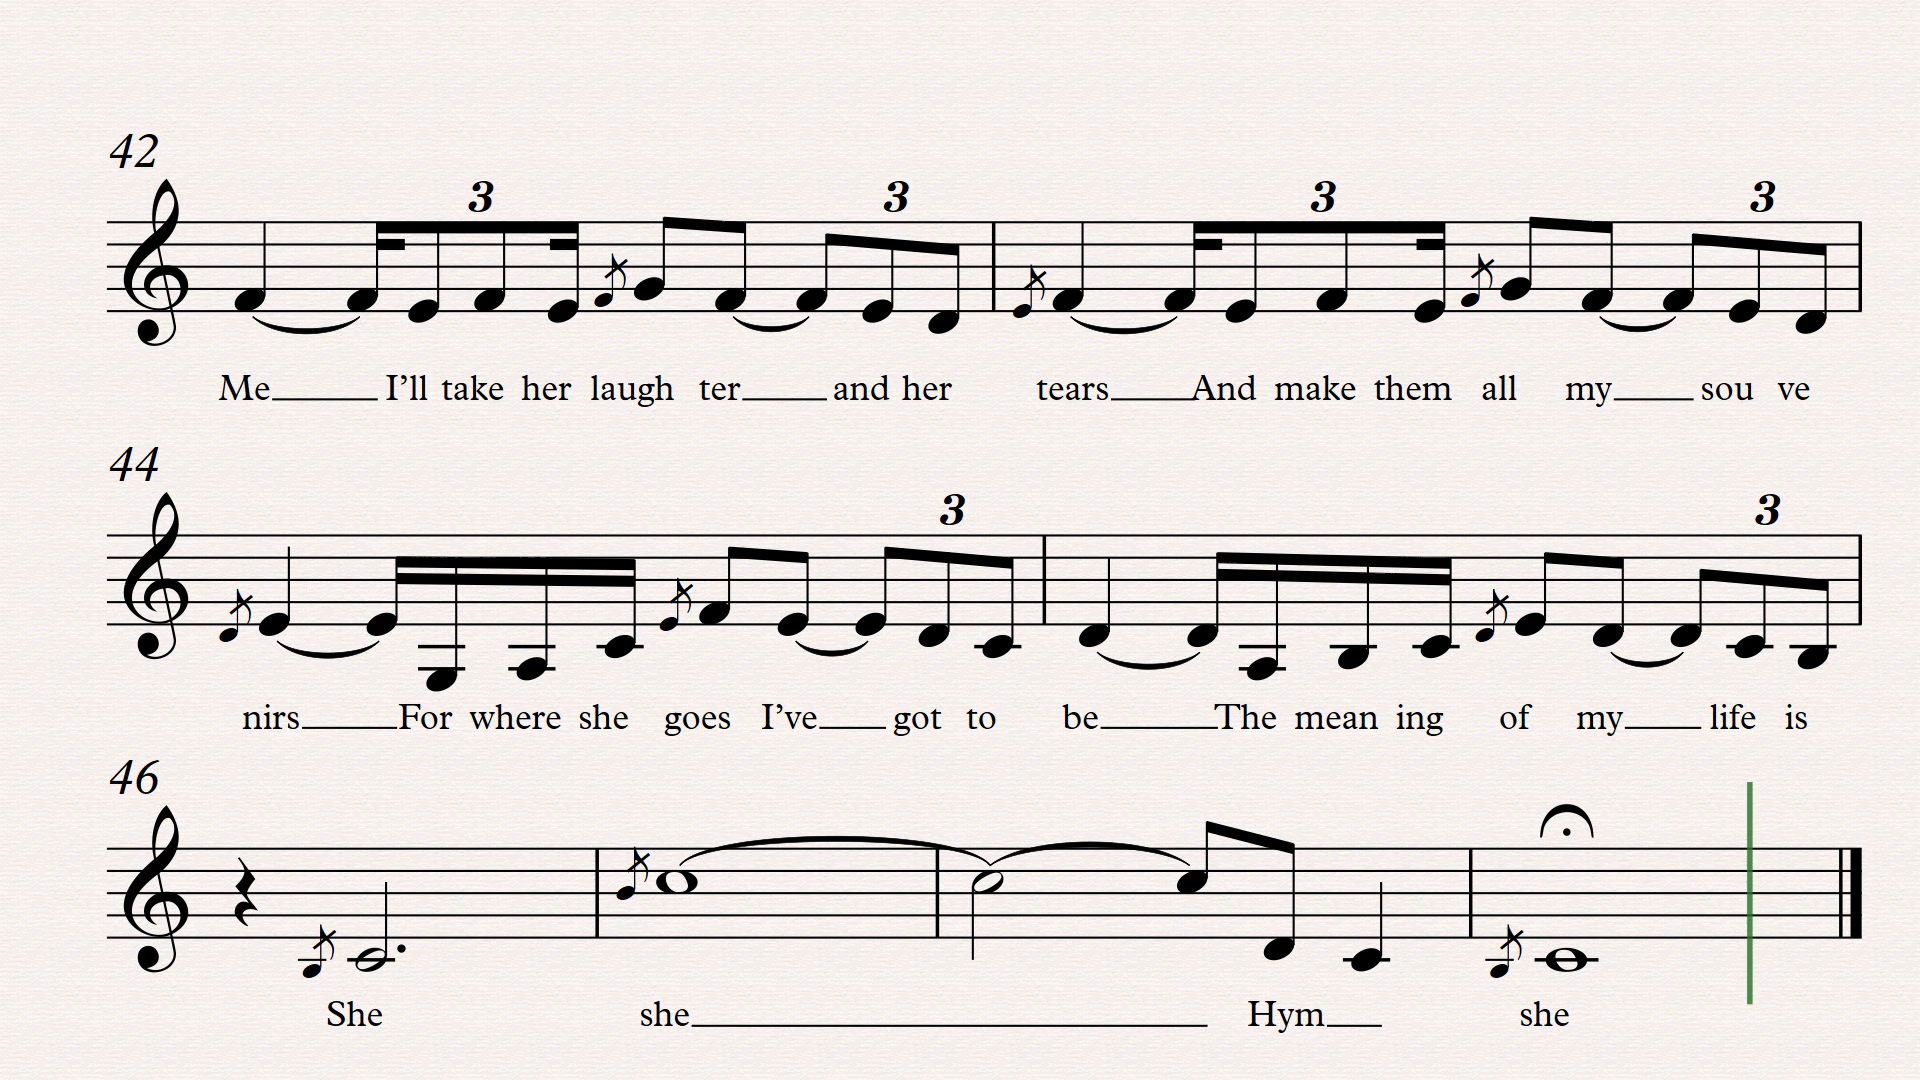 42
3 3 3 3
Me I’ll take her laugh ter and her tears And make them all my sou ve
44
3 3
nirs For where she goes I’ve got to be The mean ing of my life is
46
She she Hym she